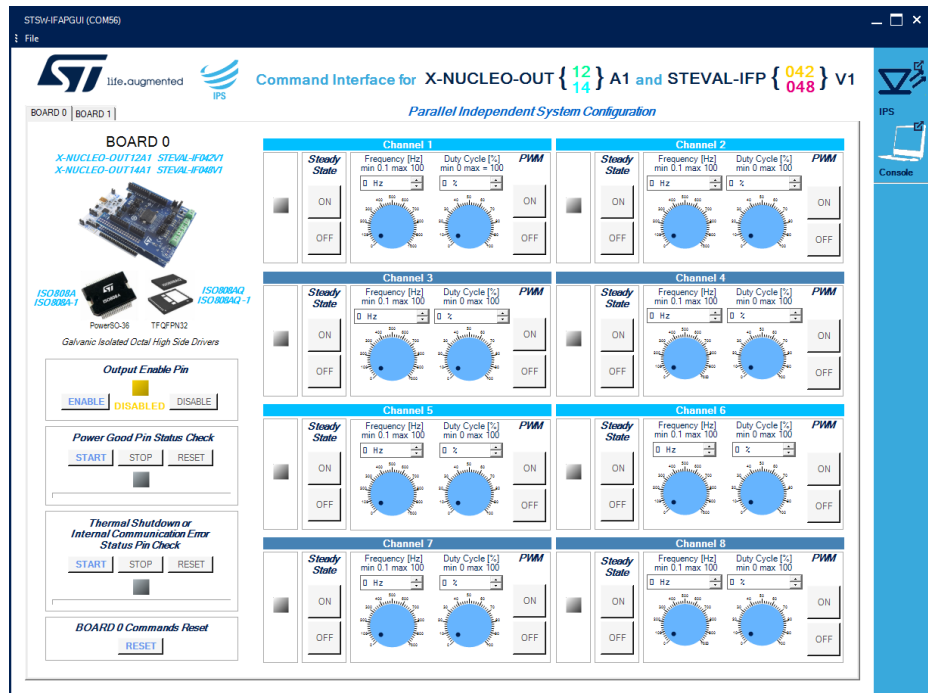 STSW-IFAPGUI (COM56)
File
ST life.augmented
IPS
Command Interface for X-NUCLEO-OUT { 12 14 } A1 and STEVAL-IFP { 042 048 } V1
BOARD 0 BOARD 1
Parallel Independent System Configuration
IPS
Console
BOARD 0
X-NUCLEO-OUT12A1 STEVAL-IF042V1
X-NUCLEO-OUT14A1 STEVAL-IF048V1
ISO808A
ISO808A-1
ISO808AQ
ISO808AQ-1
PowerSO-36 TFQFPN32
Galvanic Isolated Octal High Side Drivers
Output Enable Pin
ENABLE DISABLED DISABLE
Power Good Pin Status Check
START STOP RESET
Thermal Shutdown or
Internal Communication Error
Status Pin Check
START STOP RESET
BOARD 0 Commands Reset
RESET
Channel 1
Steady State
Frequency [Hz]
min 0.1 max 100
Duty Cycle [%]
min 0 max = 100
PWM
0 Hz
0 %
ON
OFF
ON
OFF
Channel 2
Steady State
Frequency [Hz]
min 0.1 max 100
Duty Cycle [%]
min 0 max 100
PWM
0 Hz
0 %
ON
OFF
ON
OFF
Channel 3
Steady State
Frequency [Hz]
min 0.1 max 100
Duty Cycle [%]
min 0 max 100
PWM
0 Hz
0 %
ON
OFF
ON
OFF
Channel 4
Steady State
Frequency [Hz]
min 0.1 max 100
Duty Cycle [%]
min 0 max 100
PWM
0 Hz
0 %
ON
OFF
ON
OFF
Channel 5
Steady State
Frequency [Hz]
min 0.1 max 100
Duty Cycle [%]
min 0 max 100
PWM
0 Hz
0 %
ON
OFF
ON
OFF
Channel 6
Steady State
Frequency [Hz]
min 0.1 max 100
Duty Cycle [%]
min 0 max 100
PWM
0 Hz
0 %
ON
OFF
ON
OFF
Channel 7
Steady State
Frequency [Hz]
min 0.1 max 100
Duty Cycle [%]
min 0 max 100
PWM
0 Hz
0 %
ON
OFF
ON
OFF
Channel 8
Steady State
Frequency [Hz]
min 0.1 max 100
Duty Cycle [%]
min 0 max 100
PWM
0 Hz
0 %
ON
OFF
ON
OFF